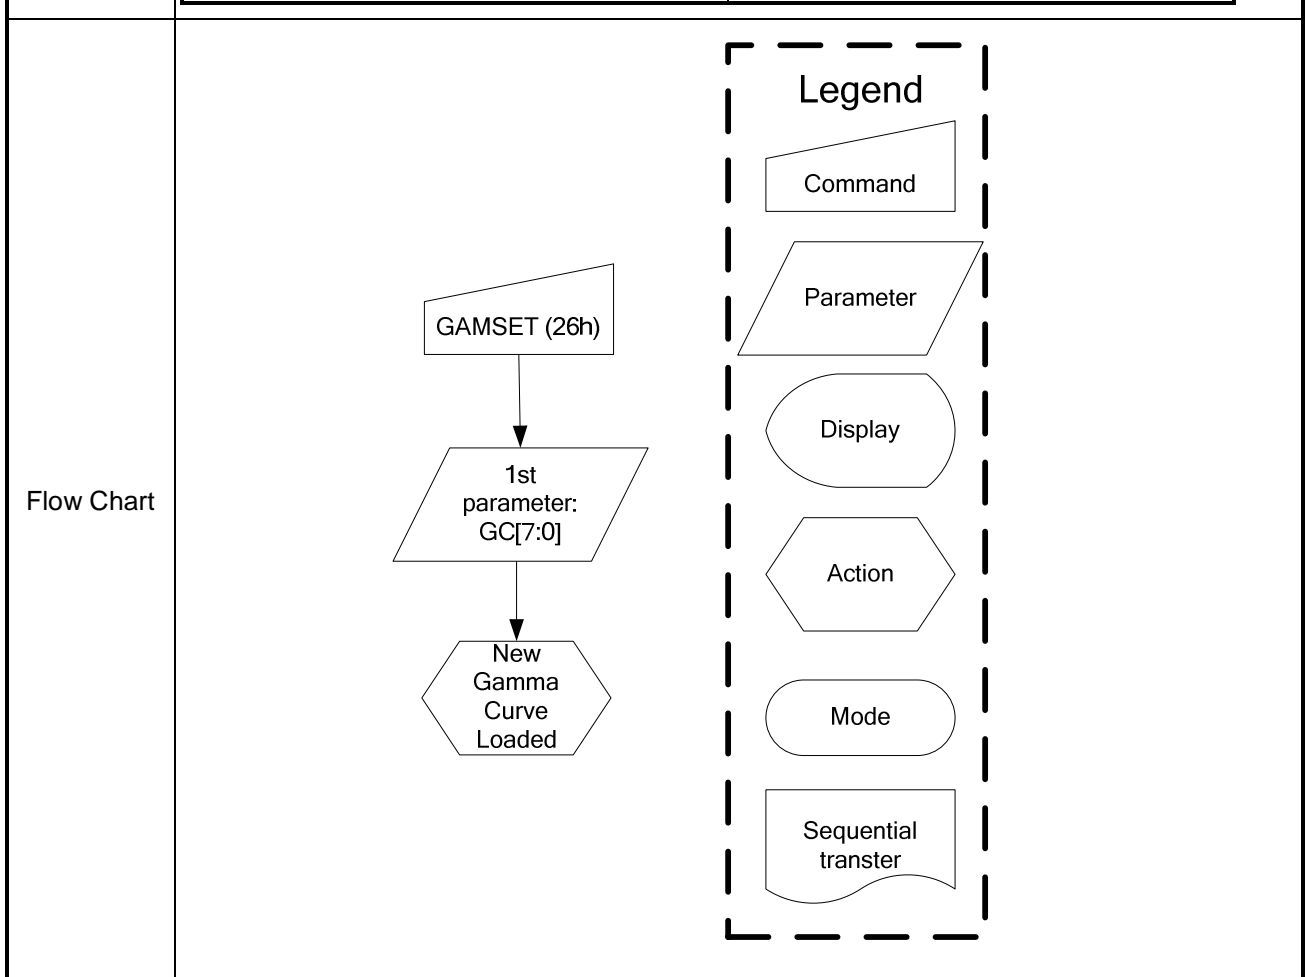 Flow Chart
GAMSET (26h)
1st
parameter:
GC[7:0]
New
Gamma
Curve
Loaded
Legend
Command
Parameter
Display
Action
Mode
Sequential
transter